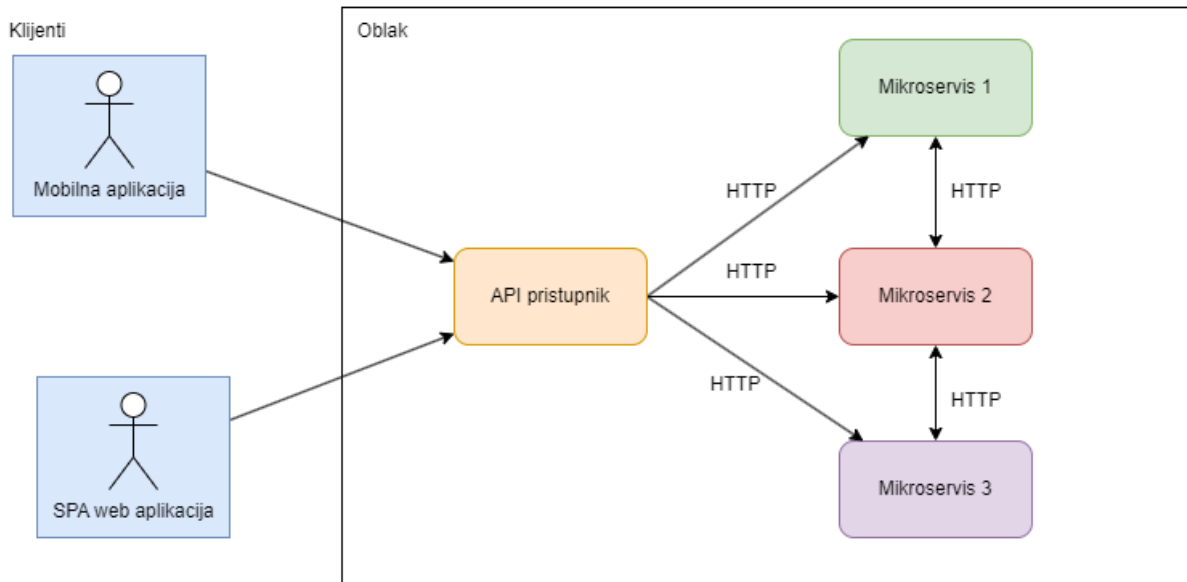 Klijenti
Oblak
Mobilna aplikacija
SPA web aplikacija
API pristupnik
HTTP
HTTP
HTTP
Mikroservis 1
HTTP
Mikroservis 2
HTTP
Mikroservis 3